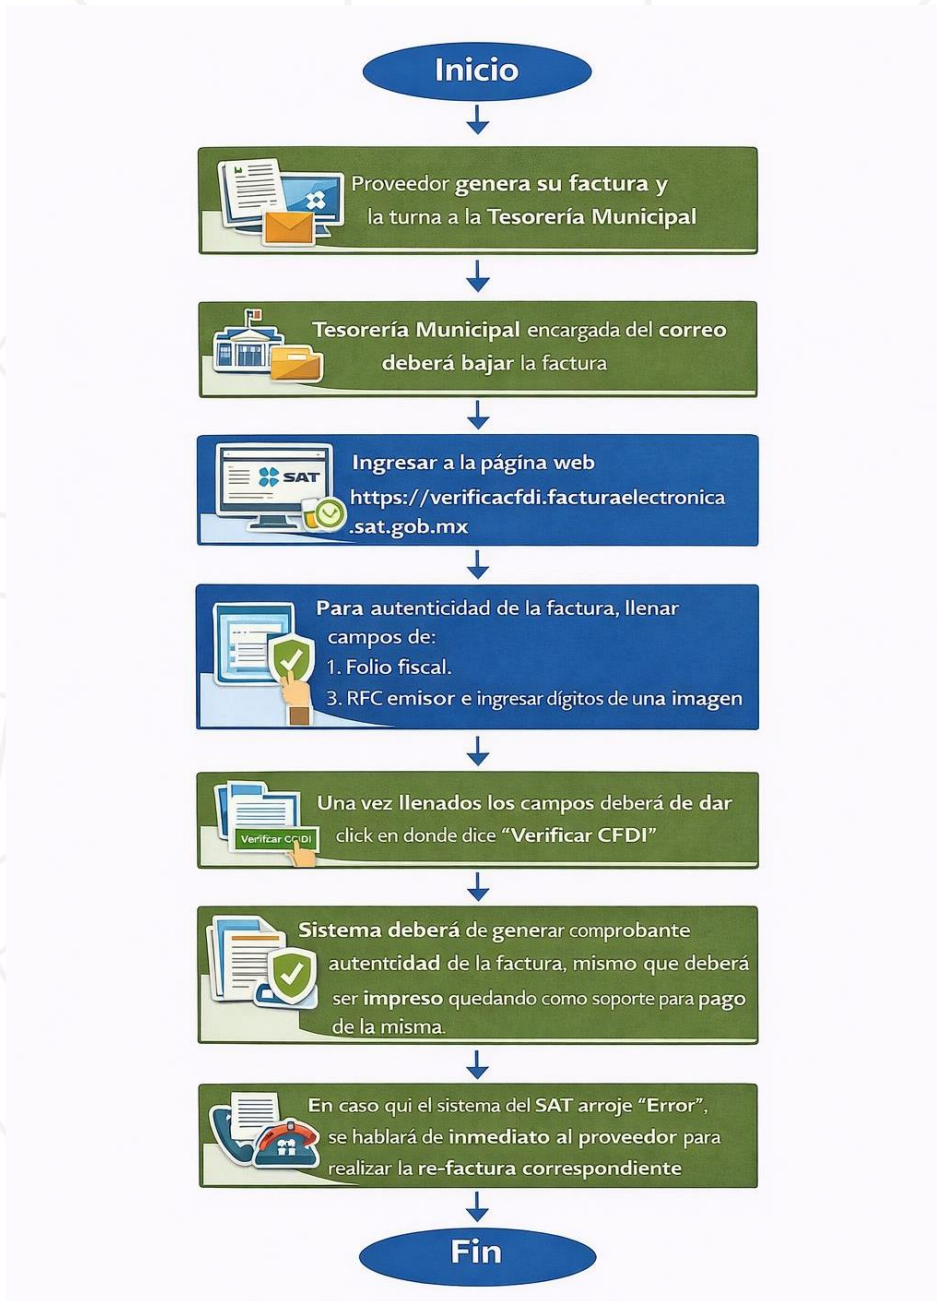 Inicio
Proveedor genera su factura y
la turna a la Tesorería Municipal
Tesorería Municipal encargada del correo
deberá bajar la factura
SAT
Ingresar a la página web
https://verificacfdi.facturaelectronica
.sat.gob.mx
Para autenticidad de la factura, llenar
campos de:
1. Folio fiscal.
3. RFC emisor e ingresar dígitos de una imagen
Una vez llenados los campos deberá de dar
click en donde dice “Verificar CFDI”
Sistema deberá de generar comprobante
autentcidad de la factura, mismo que deberá
ser impreso quedando como soporte para pago
de la misma.
En caso qui el sistema del SAT arroje “Error”,
se hablará de inmediato al proveedor para
realizar la re-factura correspondiente
Fin